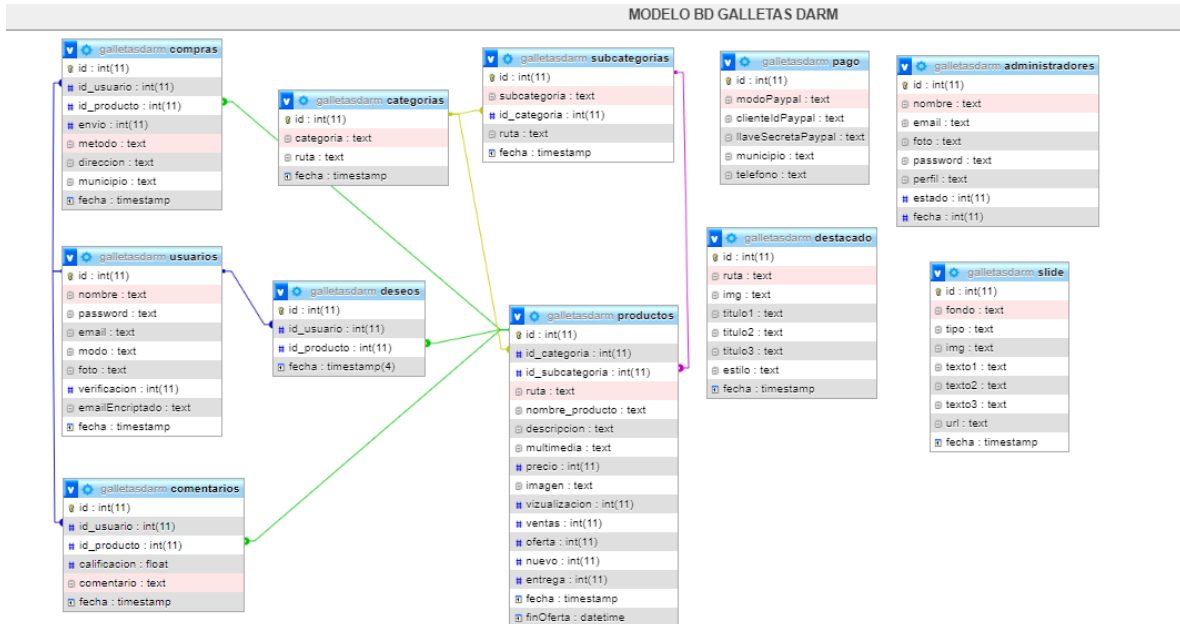 MODELO BD GALLETAS DARM
v galletasdarm compras
id : int(11)
# id_usuario : int(11)
# id_producto : int(11)
# envio : int(11)
metodo : text
direccion : text
municipio : text
fecha : timestamp
v galletasdarm categorias
id : int(11)
categoria : text
ruta : text
fecha : timestamp
v galletasdarm subcategorias
id : int(11)
subcategoria : text
# id_categoria : int(11)
ruta : text
fecha : timestamp
v galletasdarm pago
id : int(11)
modoPaypal : text
clienteIdPaypal : text
llaveSecretaPaypal : text
municipio : text
telefono : text
v galletasdarm administradores
id : int(11)
nombre : text
email : text
foto : text
password : text
perfil : text
# estado : int(11)
# fecha : int(11)
v galletasdarm usuarios
id : int(11)
nombre : text
password : text
email : text
modo : text
foto : text
# verificacion : int(11)
emailEncriptado : text
fecha : timestamp
v galletasdarm deseos
id : int(11)
# id_usuario : int(11)
# id_producto : int(11)
fecha : timestamp(4)
v galletasdarm productos
id : int(11)
# id_categoria : int(11)
# id_subcategoria : int(11)
ruta : text
nombre_producto : text
descripcion : text
multimedia : text
# precio : int(11)
imagen : text
# vizualizacion : int(11)
# ventas : int(11)
# oferta : int(11)
# nuevo : int(11)
# entrega : int(11)
fecha : timestamp
finOferta : datetime
v galletasdarm destacado
id : int(11)
ruta : text
img : text
titulo1 : text
titulo2 : text
titulo3 : text
estilo : text
fecha : timestamp
v galletasdarm slide
id : int(11)
fondo : text
tipo : text
img : text
texto1 : text
texto2 : text
texto3 : text
url : text
fecha : timestamp
v galletasdarm comentarios
id : int(11)
# id_usuario : int(11)
# id_producto : int(11)
# calificacion : float
comentario : text
fecha : timestamp